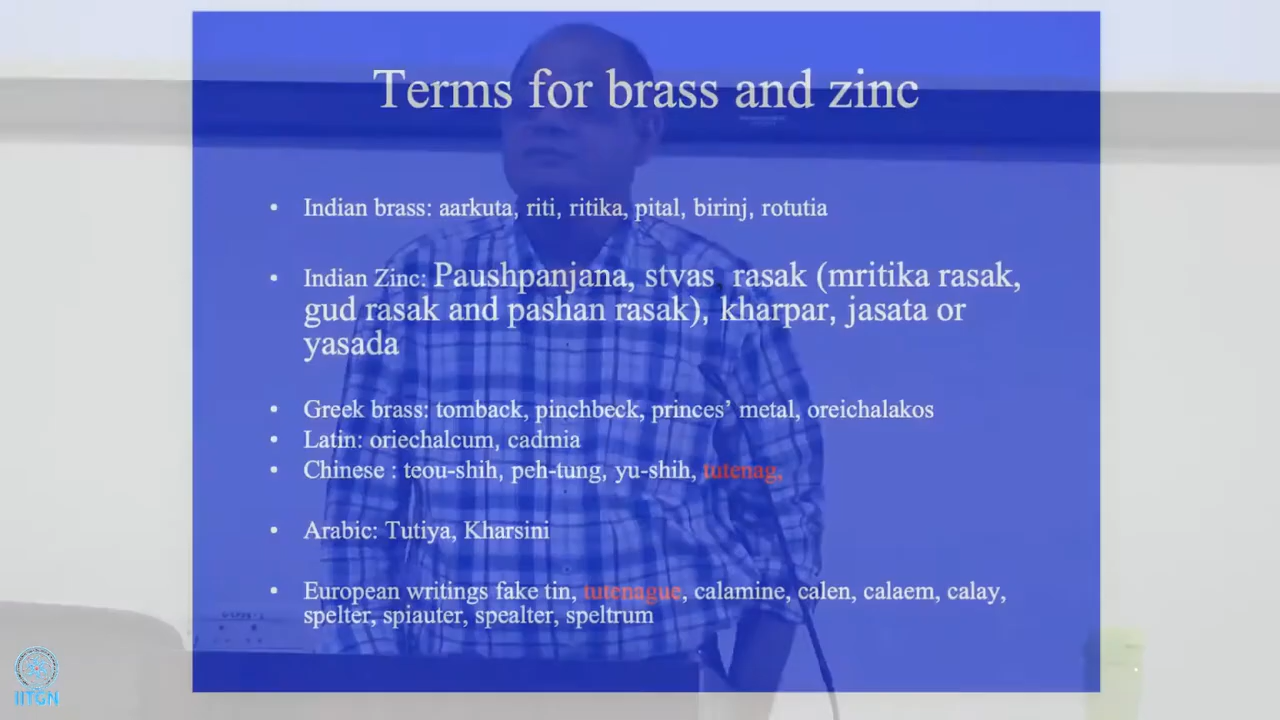 Terms for brass and zinc
• Indian brass: aarkuta, riti, ritika, pital, birinj, rotutia
• Indian Zinc: Paushpanjana, stvas, rasak (mritika rasak,
gud rasak and pashan rasak), kharpar, jasata or
yasada
• Greek brass: tomback, pinchbeck, princes’ metal, oreichalakos
• Latin: oriechalcum, cadmia
• Chinese : teou-shih, peh-tung, yu-shih, tutenag,
• Arabic: Tutiya, Kharsini
• European writings fake tin, tutenague, calamine, calen, calaem, calay,
spelter, spiauter, spealter, speltrum
IITGN